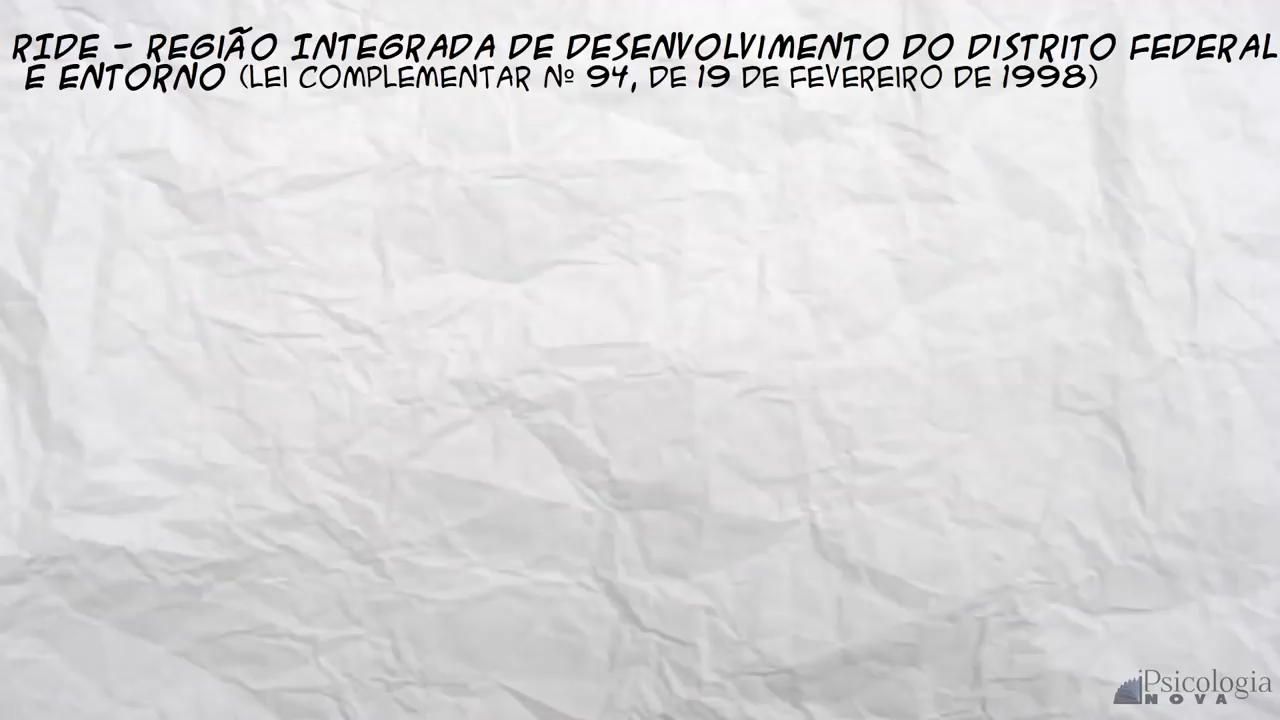 RIDE - REGIÃO INTEGRADA DE DESENVOLVIMENTO DO DISTRITO FEDERAL
E ENTORNO (LEI COMPLEMENTAR Nº 94, DE 19 DE FEVEREIRO DE 1998)
Psicologia
NOVA